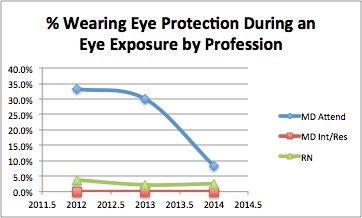 % Wearing Eye Protection During an
Eye Exposure by Profession
40.0%
35.0%
30.0%
25.0%
20.0%
15.0%
10.0%
5.0%
0.0%
2011.5 2012 2012.5 2013 2013.5 2014 2014.5
MD Attend
MD Int/Res
RN